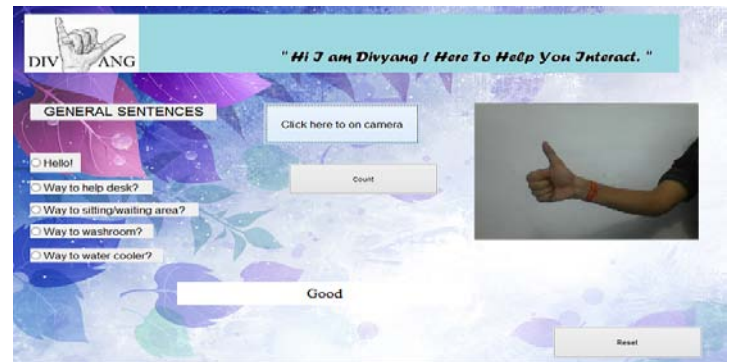 DIV ANG
" Hi I am Divyang ! Here To Help You Interact. "
GENERAL SENTENCES
Click here to on camera
Hello!
Count
Way to help desk?
Way to sitting/waiting area?
Way to washroom?
Way to water cooler?
Good
Reset